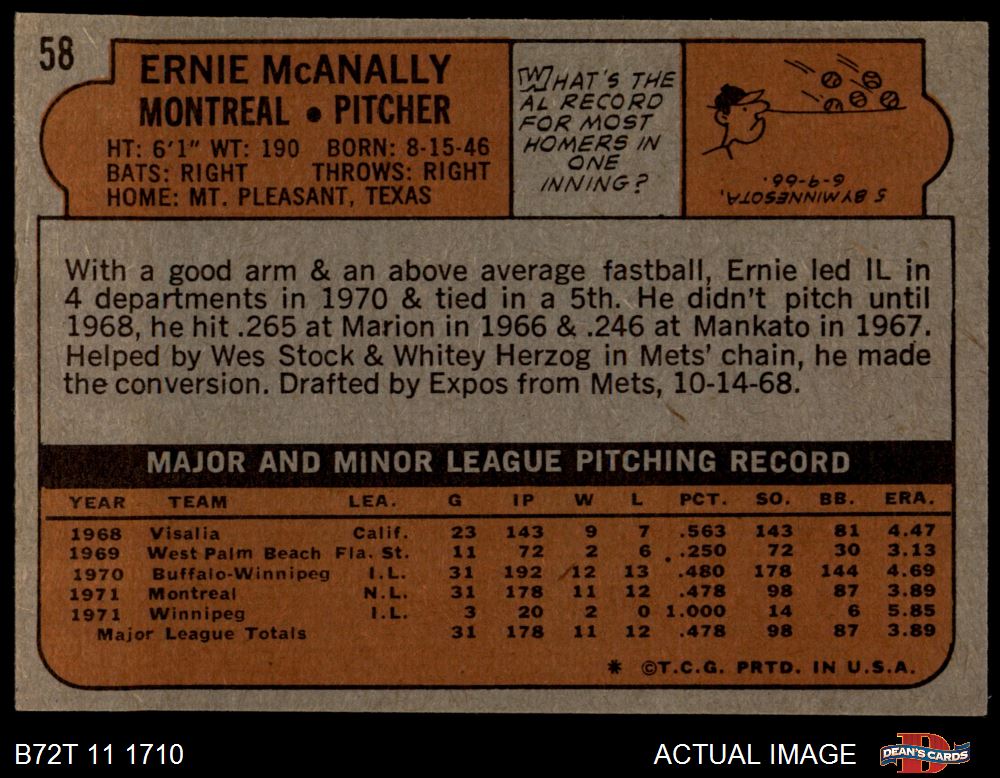 58
ERNIE McANALLY
MONTREAL • PITCHER
HT: 6'1" WT: 190 BORN: 8-15-46
BATS: RIGHT THROWS: RIGHT
HOME: MT. PLEASANT, TEXAS
WHAT'S THE
AL RECORD
FOR MOST
HOMERS IN
ONE
INNING?
5 BY MINNESOTA,
6-9-66.
With a good arm & an above average fastball, Ernie led IL in
4 departments in 1970 & tied in a 5th. He didn't pitch until
1968, he hit .265 at Marion in 1966 & .246 at Mankato in 1967.
Helped by Wes Stock & Whitey Herzog in Mets' chain, he made
the conversion. Drafted by Expos from Mets, 10-14-68.
MAJOR AND MINOR LEAGUE PITCHING RECORD
YEAR TEAM LEA. G IP W L PCT. SO. BB. ERA.
1968 Visalia Calif. 23 143 9 7 .563 143 81 4.47
1969 West Palm Beach Fla. St. 11 72 2 6 .250 72 30 3.13
1970 Buffalo-Winnipeg I.L. 31 192 12 13 .480 178 144 4.69
1971 Montreal N.L. 31 178 11 12 .478 98 87 3.89
1971 Winnipeg I.L. 3 20 2 0 1.000 14 6 5.85
Major League Totals 31 178 11 12 .478 98 87 3.89
* ©T.C.G. PRTD. IN U.S.A.
B72T 11 1710
ACTUAL IMAGE
DEAN'S CARDS